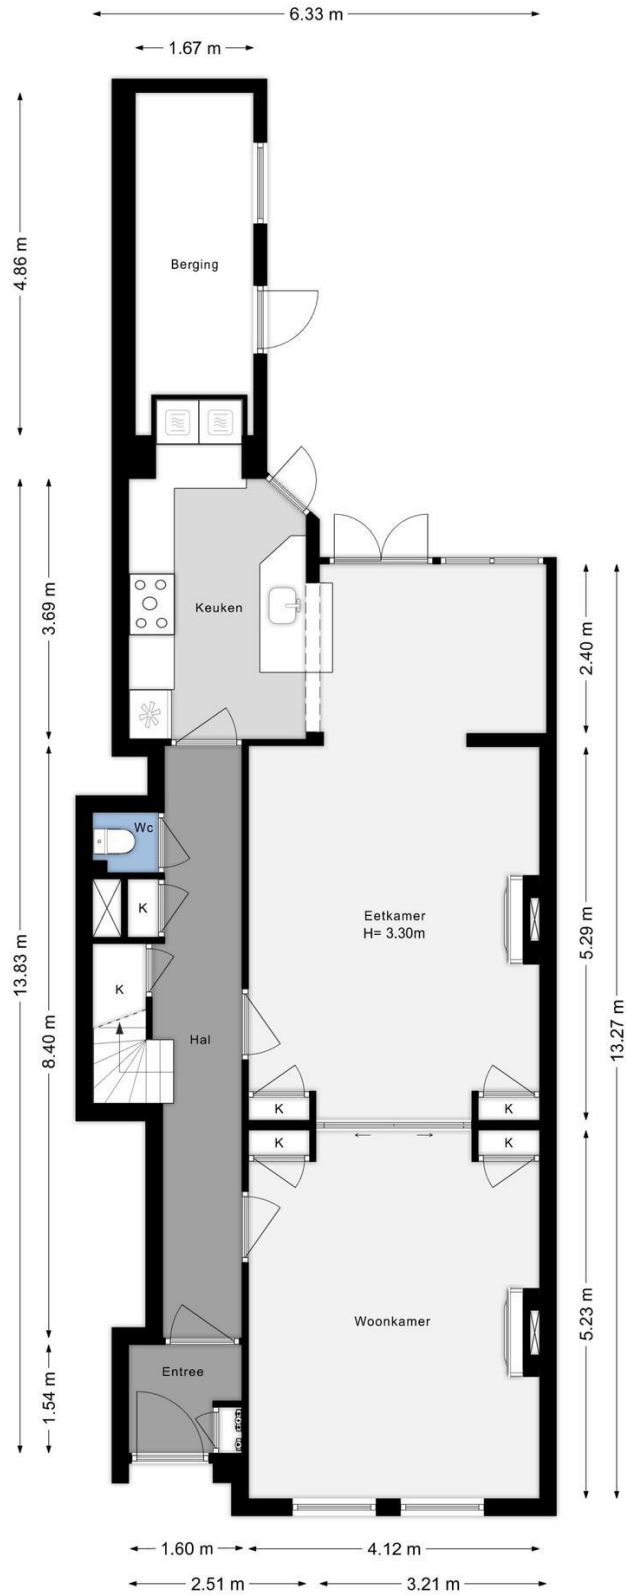 6.33 m
1.67 m
4.86 m
Berging
3.69 m
Keuken
2.40 m
Wc
K
K
13.83 m
8.40 m
Hal
Eetkamer
H= 3.30m
5.29 m
13.27 m
K
K
K
K
Woonkamer
5.23 m
Entree
1.54 m
1.60 m
4.12 m
2.51 m
3.21 m